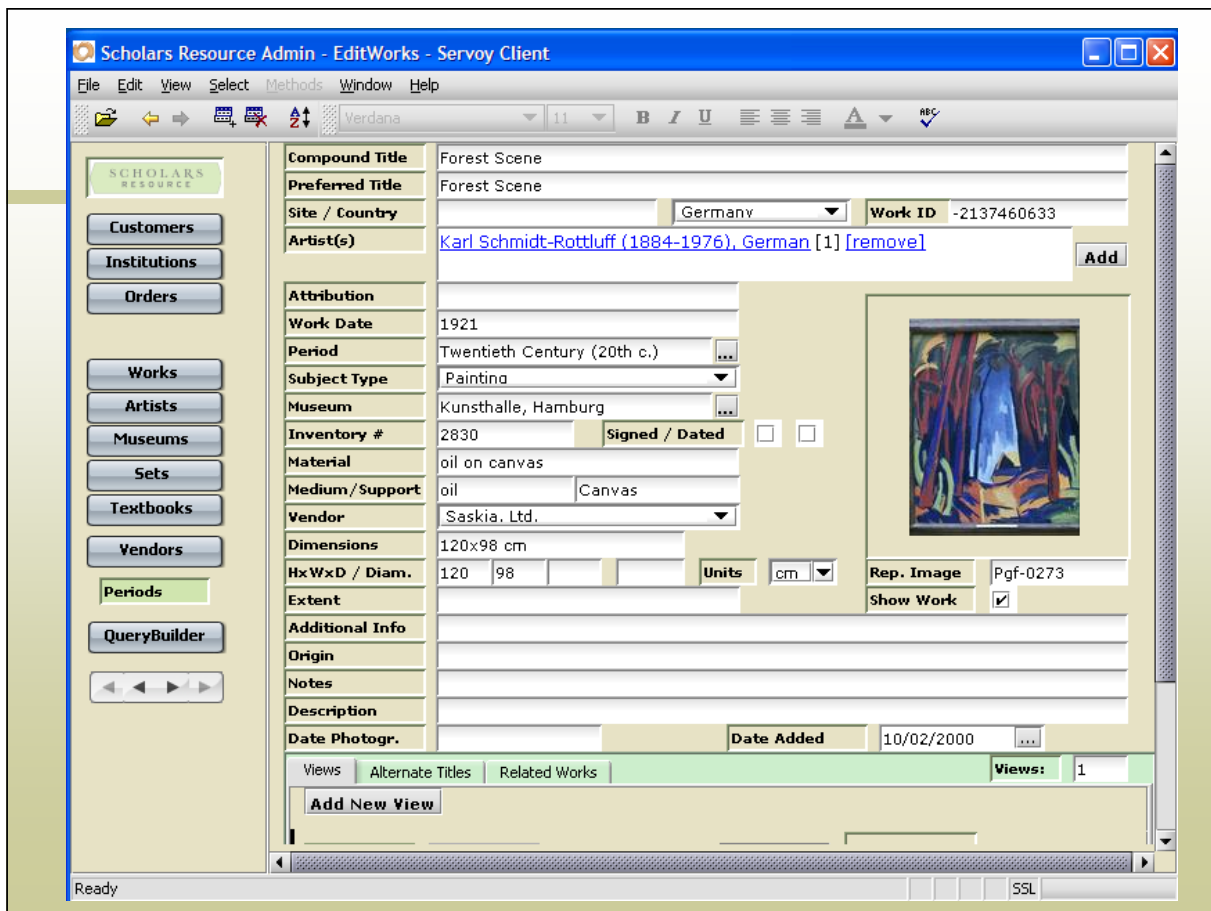 Scholars Resource Admin - EditWorks - Servoy Client
File Edit View Select Methods Window Help
Verdana 11 B I U A ABC
SCHOLARS
RESOURCE
Customers
Institutions
Orders
Works
Artists
Museums
Sets
Textbooks
Vendors
Periods
QueryBuilder
Compound Title Forest Scene
Preferred Title Forest Scene
Site / Country Germany Work ID -2137460633
Artist(s) Karl Schmidt-Rottluff (1884-1976), German [1] [remove]
Add
Attribution
Work Date 1921
Period Twentieth Century (20th c.) ...
Subject Type Painting
Museum Kunsthalle, Hamburg ...
Inventory # 2830 Signed / Dated
Material oil on canvas
Medium/Support oil Canvas
Vendor Saskia, Ltd.
Dimensions 120x98 cm
HxWxD / Diam. 120 98 Units cm Rep. Image Pgf-0273
Extent Show Work
Additional Info
Origin
Notes
Description
Date Photogr. Date Added 10/02/2000 ...
Views Alternate Titles Related Works Views: 1
Add New View
Ready SSL